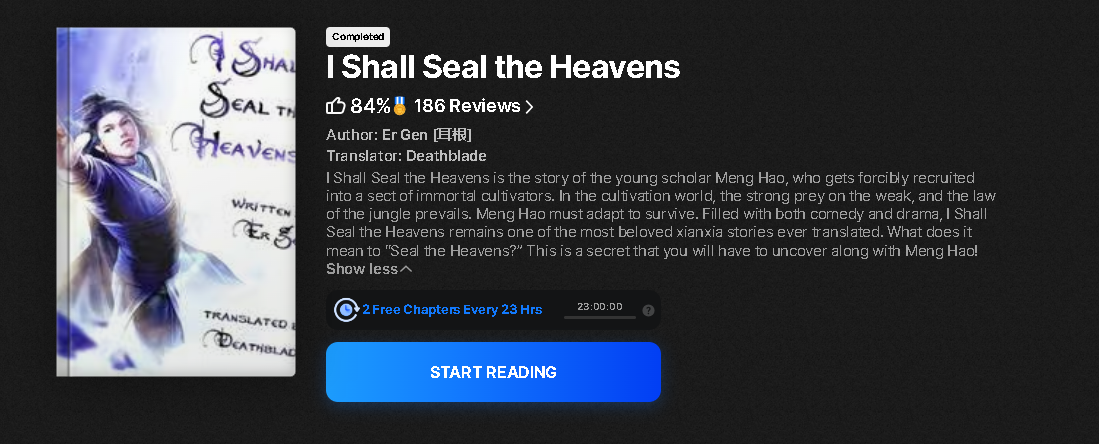 I SHAL
SEAL TH
HEAVENS
WRITTEN
ER G
TRANSLATED
DEATHBLAD
Completed
I Shall Seal the Heavens
84% 186 Reviews
Author: Er Gen [耳根]
Translator: Deathblade
I Shall Seal the Heavens is the story of the young scholar Meng Hao, who gets forcibly recruited
into a sect of immortal cultivators. In the cultivation world, the strong prey on the weak, and the law
of the jungle prevails. Meng Hao must adapt to survive. Filled with both comedy and drama, I Shall
Seal the Heavens remains one of the most beloved xianxia stories ever translated. What does it
mean to “Seal the Heavens?” This is a secret that you will have to uncover along with Meng Hao!
Show less
2 Free Chapters Every 23 Hrs 23:00:00 ?
START READING